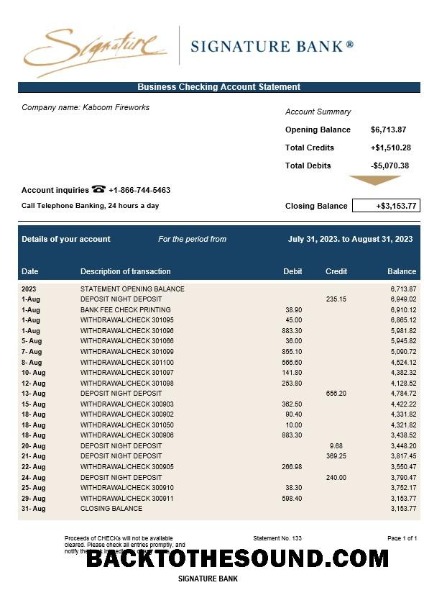 Signature
SIGNATURE BANK®
Business Checking Account Statement
Company name: Kaboom Fireworks
Account Summary
Opening Balance $6,713.87
Total Credits +$1,510.28
Total Debits -$5,070.38
Account inquiries ☎ +1-866-744-5463
Call Telephone Banking, 24 hours a day
Closing Balance +$3,153.77
Details of your account For the period from July 31, 2023. to August 31, 2023
Date Description of transaction Debit Credit Balance
2023 STATEMENT OPENING BALANCE 6,713.87
1-Aug DEPOSIT NIGHT DEPOSIT 235.15 6,949.02
1-Aug BANK FEE CHECK PRINTING 38.90 6,910.12
1-Aug WITHDRAWAL/CHECK 301095 45.00 6,865.12
1-Aug WITHDRAWAL/CHECK 301096 883.30 5,981.82
5- Aug WITHDRAWAL/CHECK 301066 36.00 5,945.82
7- Aug WITHDRAWAL/CHECK 301099 855.10 5,090.72
8- Aug WITHDRAWAL/CHECK 301100 566.60 4,524.12
10- Aug WITHDRAWAL/CHECK 301097 141.80 4,382.32
12- Aug WITHDRAWAL/CHECK 301098 253.80 4,128.52
13- Aug DEPOSIT NIGHT DEPOSIT 656.20 4,784.72
15- Aug WITHDRAWAL/CHECK 300903 362.50 4,422.22
18- Aug WITHDRAWAL/CHECK 300902 90.40 4,331.82
18- Aug WITHDRAWAL/CHECK 301050 10.00 4,321.82
18- Aug WITHDRAWAL/CHECK 300906 883.30 3,438.52
20- Aug DEPOSIT NIGHT DEPOSIT 9.68 3,448.20
21- Aug DEPOSIT NIGHT DEPOSIT 369.25 3,817.45
22- Aug WITHDRAWAL/CHECK 300905 266.98 3,550.47
24- Aug DEPOSIT NIGHT DEPOSIT 240.00 3,790.47
25- Aug WITHDRAWAL/CHECK 300910 38.30 3,752.17
29- Aug WITHDRAWAL/CHECK 300911 598.40 3,153.77
31- Aug CLOSING BALANCE 3,153.77
Proceeds of CHECKs will not be available Statement No. 133 Page 1 of 1
cleared. Please check all entries promptly, and
notify
BACKTOTHESOUND.COM
SIGNATURE BANK